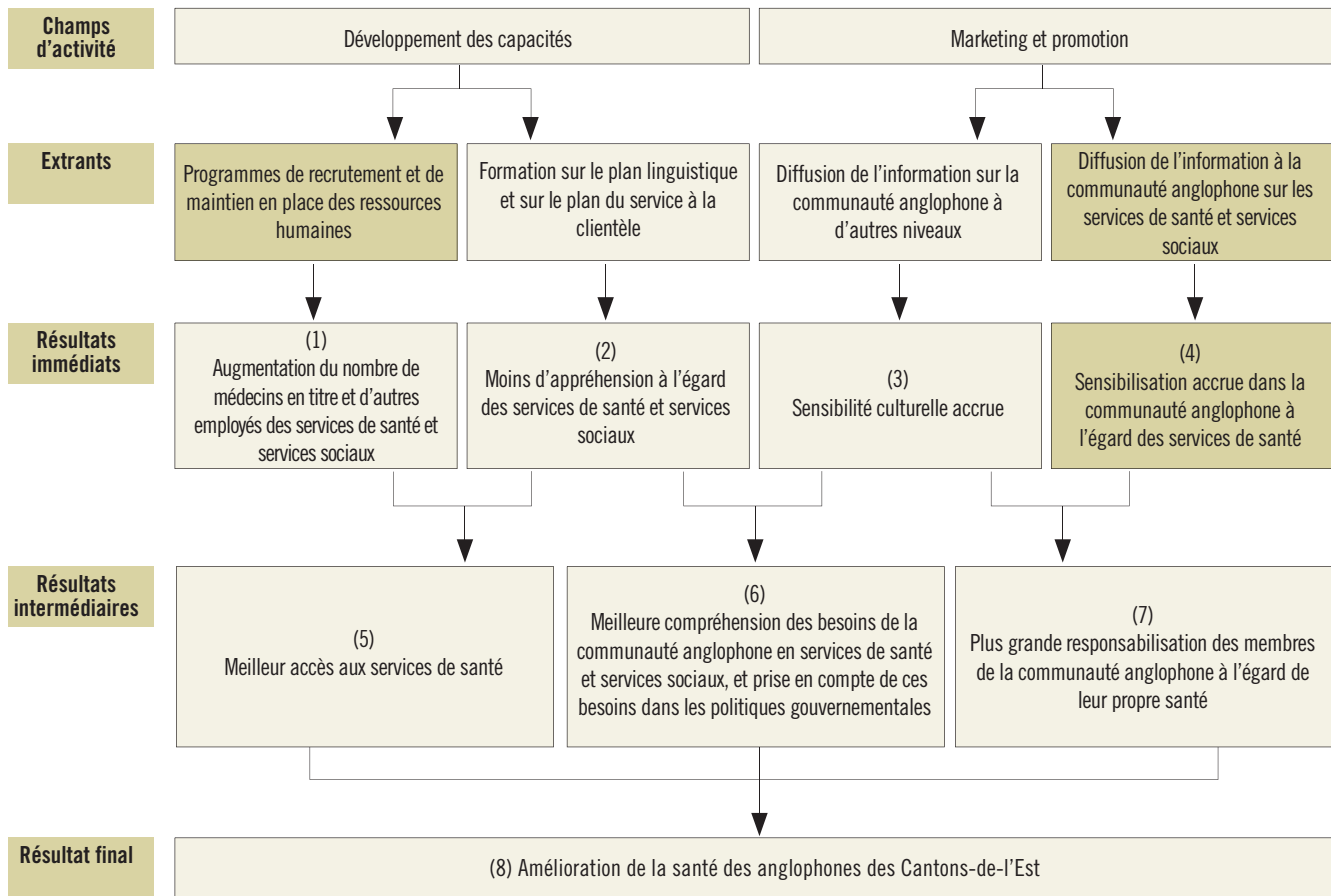 Champs
d'activité
Développement des capacités
Marketing et promotion
Extrants
Programmes de recrutement et de
maintien en place des ressources
humaines
Formation sur le plan linguistique
et sur le plan du service à la
clientèle
Diffusion de l'information sur la
communauté anglophone à
d'autres niveaux
Diffusion de l'information à la
communauté anglophone sur les
services de santé et services
sociaux
Résultats
immédiats
(1)
Augmentation du nombre de
médecins en titre et d'autres
employés des services de santé et
services sociaux
(2)
Moins d'appréhension à l'égard
des services de santé et services
sociaux
(3)
Sensibilité culturelle accrue
(4)
Sensibilisation accrue dans la
communauté anglophone à
l'égard des services de santé
Résultats
intermédiaires
(5)
Meilleur accès aux services de santé
(6)
Meilleure compréhension des besoins de la
communauté anglophone en services de santé
et services sociaux, et prise en compte de ces
besoins dans les politiques gouvernementales
(7)
Plus grande responsabilisation des membres
de la communauté anglophone à l'égard de
leur propre santé
Résultat final
(8) Amélioration de la santé des anglophones des Cantons-de-l'Est